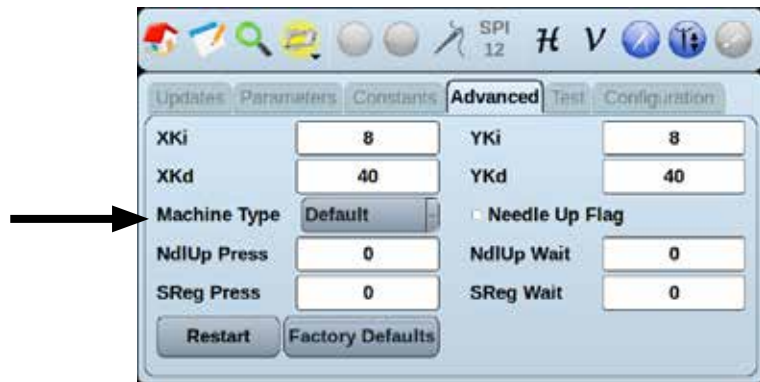 SPI
12
H V
Updates Parameters Constants Advanced Test Configuration
XKi 8 YKi 8
XKd 40 YKd 40
Machine Type Default Needle Up Flag
NdlUp Press 0 NdlUp Wait 0
SReg Press 0 SReg Wait 0
Restart Factory Defaults